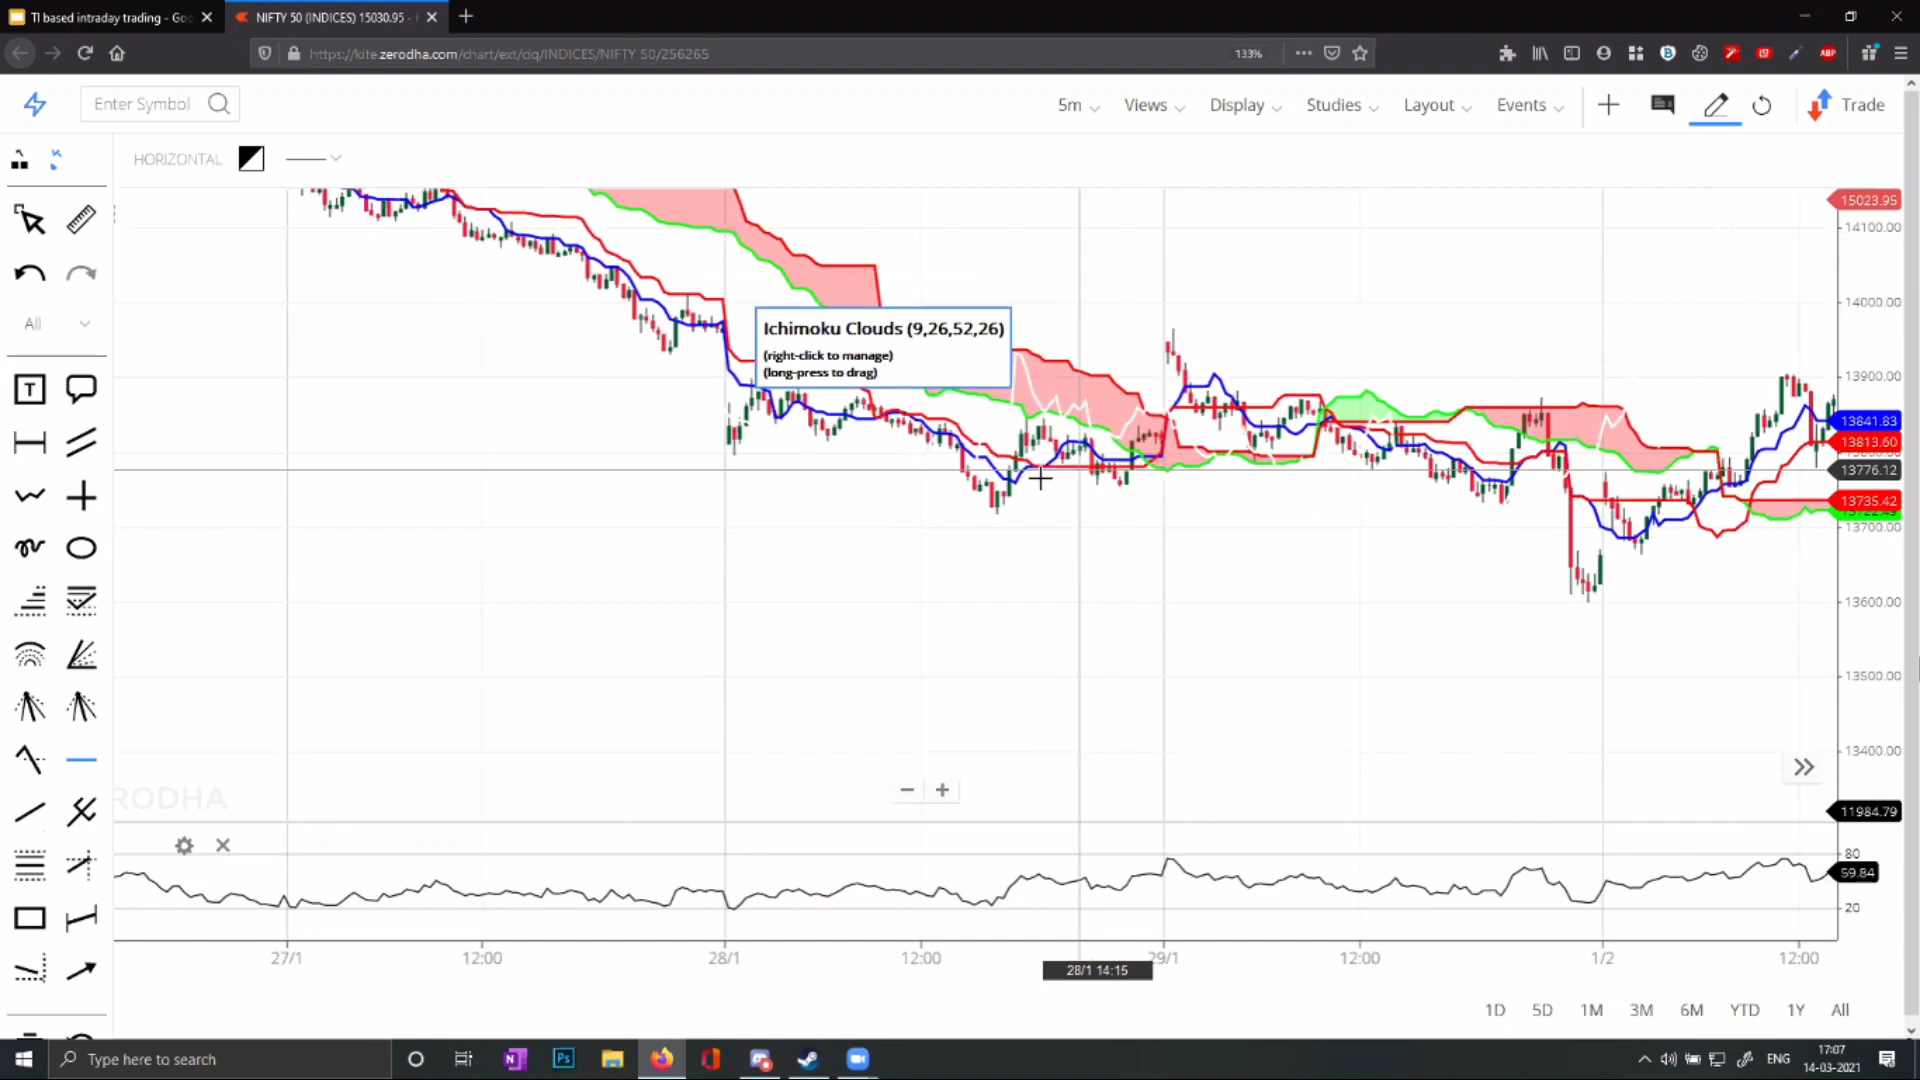 TI based intraday trading - Goo
NIFTY 50 (INDICES) 15030.95 -
https://kite.zerodha.com/chart/ext/ciq/INDICES/NIFTY 50/256265
133%
ABP
Enter Symbol
5m
Views
Display
Studies
Layout
Events
Trade
HORIZONTAL
All
T
Ichimoku Clouds (9,26,52,26)
(right-click to manage)
(long-press to drag)
15023.95
14100.00
14000.00
13900.00
13841.83
13813.60
13776.12
13735.42
13700.00
13600.00
13500.00
13400.00
11984.79
RODHA
80
59.84
20
27/1
12:00
28/1
12:00
28/1 14:15
29/1
12:00
1/2
12:00
1D
5D
1M
3M
6M
YTD
1Y
All
Type here to search
N
Ps
ENG
17:07
14-03-2021